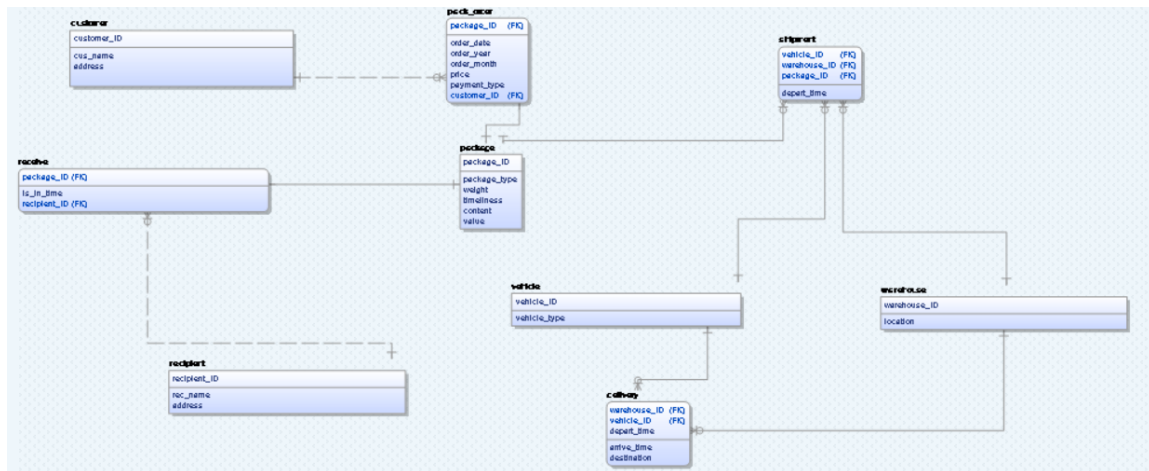 customer
customer_ID
cus_name
address
pack_order
package_ID (FK)
order_date
order_year
order_month
price
payment_type
customer_ID (FK)
shipment
vehicle_ID (FK)
warehouse_ID (FK)
package_ID (FK)
depart_time
receive
package_ID (FK)
is_in_time
recipient_ID (FK)
package
package_ID
package_type
weight
timeliness
content
value
vehicle
vehicle_ID
vehicle_type
warehouse
warehouse_ID
location
recipient
recipient_ID
rec_name
address
delivery
warehouse_ID (FK)
vehicle_ID (FK)
depart_time
arrive_time
destination